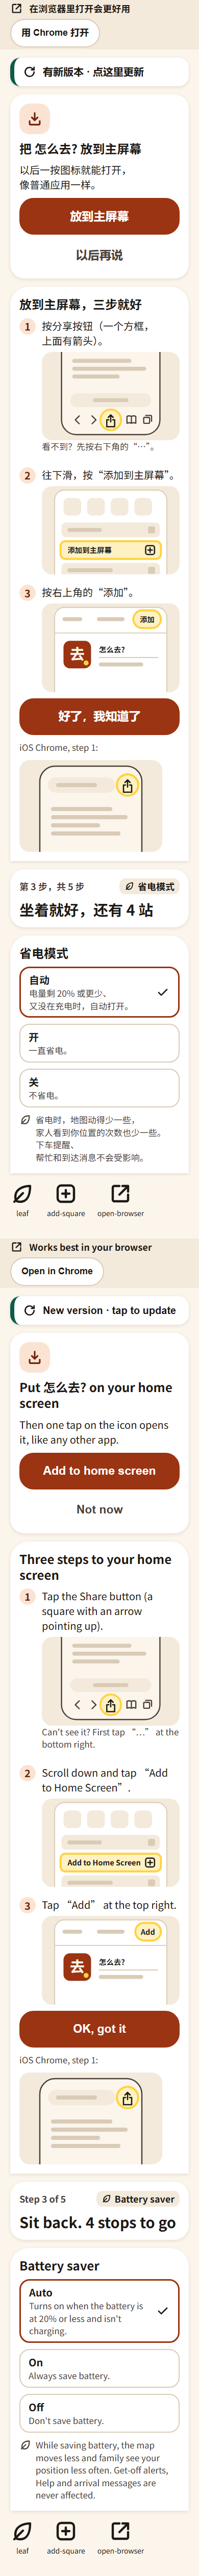 在浏览器里打开会更好用
用 Chrome 打开
有新版本 · 点这里更新
把 怎么去? 放到主屏幕
以后一按图标就能打开，
像普通应用一样。
放到主屏幕
以后再说
放到主屏幕，三步就好
1 按分享按钮（一个方框，
上面有箭头）。
看不到？先按右下角的“…”。
2 往下滑，按“添加到主屏幕”。
添加到主屏幕
3 按右上角的“添加”。
添加
去 怎么去?
好了，我知道了
iOS Chrome, step 1:
第 3 步，共 5 步 省电模式
坐着就好，还有 4 站
省电模式
自动
电量剩 20% 或更少、
又没在充电时，自动打开。
开
一直省电。
关
不省电。
省电时，地图动得少一些，
家人看到你位置的次数也少一些。
下车提醒、
帮忙和到达消息不会受影响。
leaf add-square open-browser
Works best in your browser
Open in Chrome
New version · tap to update
Put 怎么去? on your home
screen
Then one tap on the icon opens
it, like any other app.
Add to home screen
Not now
Three steps to your home
screen
1 Tap the Share button (a
square with an arrow
pointing up).
Can't see it? First tap “…” at the
bottom right.
2 Scroll down and tap “Add
to Home Screen”.
Add to Home Screen
3 Tap “Add” at the top right.
Add
去 怎么去?
OK, got it
iOS Chrome, step 1:
Step 3 of 5 Battery saver
Sit back. 4 stops to go
Battery saver
Auto
Turns on when the battery is
at 20% or less and isn't
charging.
On
Always save battery.
Off
Don't save battery.
While saving battery, the map
moves less and family see your
position less often. Get-off alerts,
Help and arrival messages are
never affected.
leaf add-square open-browser